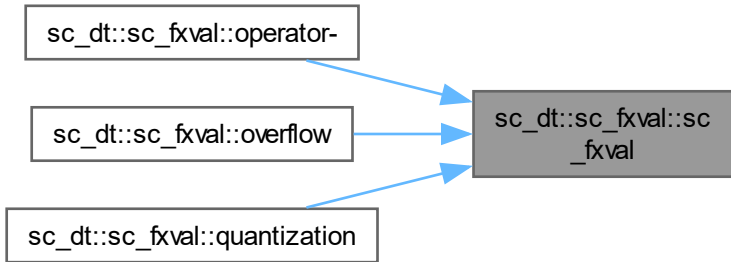 sc_dt::sc_fxval::operator-
sc_dt::sc_fxval::overflow
sc_dt::sc_fxval::quantization
sc_dt::sc_fxval::sc
_fxval